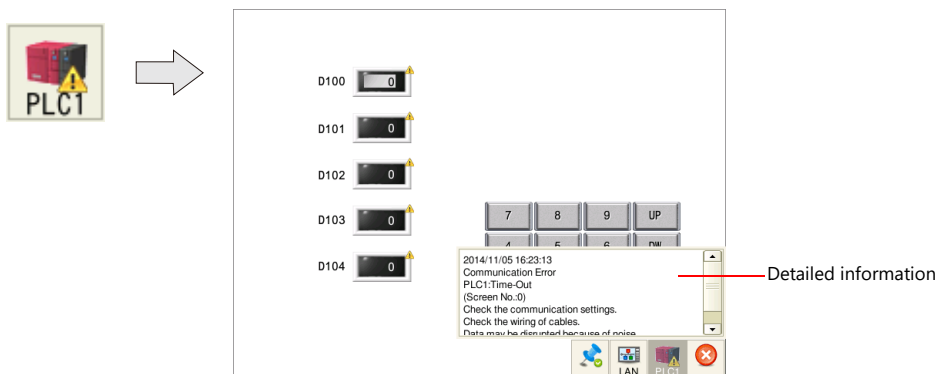 PLC1
D100 0
D101 0
D102 0
D103 0
D104 0
7 8 9 UP
4 5 6 DW
2014/11/05 16:23:13
Communication Error
PLC1:Time-Out
(Screen No.:0)
Check the communication settings.
Check the wiring of cables.
Data may be disrupted because of noise
Detailed information
LAN PLC1